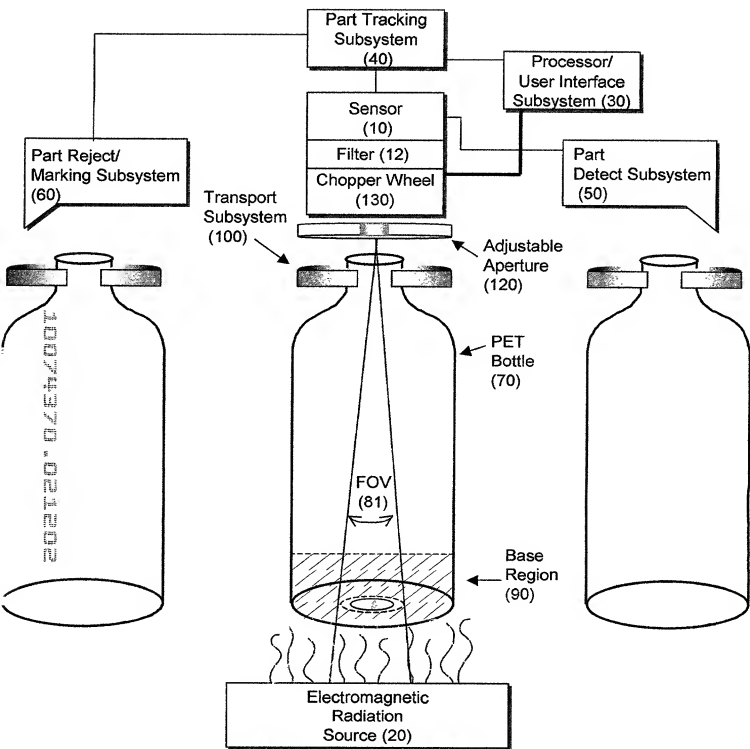 Part Tracking
Subsystem
(40)
Processor/
User Interface
Subsystem (30)
Sensor
(10)
Filter (12)
Chopper Wheel
(130)
Part Reject/
Marking Subsystem
(60)
Part
Detect Subsystem
(50)
Transport
Subsystem
(100)
Adjustable
Aperture
(120)
PET
Bottle
(70)
10074370.021202
FOV
(81)
Base
Region
(90)
Electromagnetic
Radiation
Source (20)